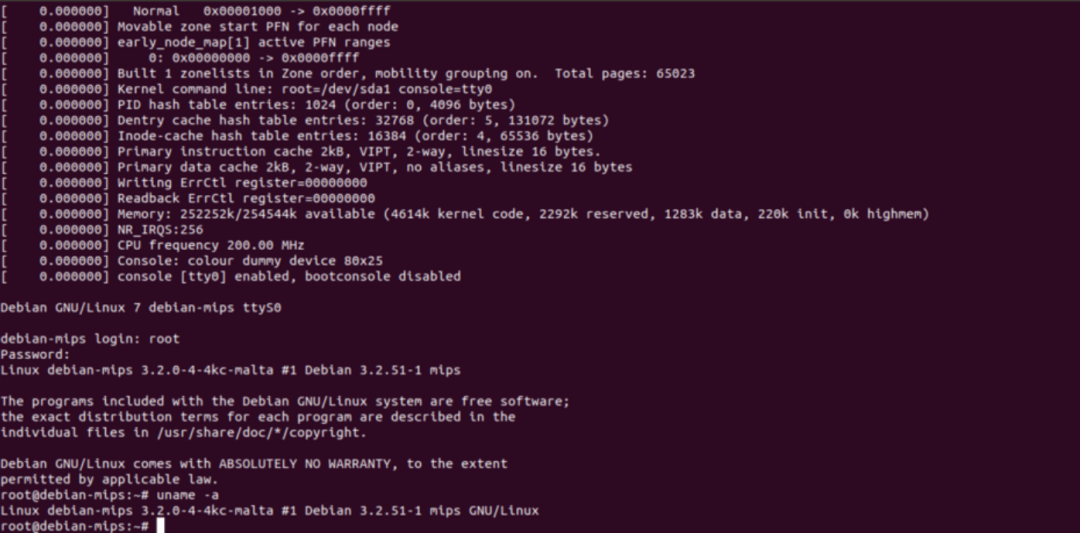 [    0.000000]   Normal   0x00001000 -> 0x0000ffff
[    0.000000] Movable zone start PFN for each node
[    0.000000] early_node_map[1] active PFN ranges
[    0.000000]     0: 0x00000000 -> 0x0000ffff
[    0.000000] Built 1 zonelists in Zone order, mobility grouping on.  Total pages: 65023
[    0.000000] Kernel command line: root=/dev/sda1 console=tty0
[    0.000000] PID hash table entries: 1024 (order: 0, 4096 bytes)
[    0.000000] Dentry cache hash table entries: 32768 (order: 5, 131072 bytes)
[    0.000000] Inode-cache hash table entries: 16384 (order: 4, 65536 bytes)
[    0.000000] Primary instruction cache 2kB, VIPT, 2-way, linesize 16 bytes.
[    0.000000] Primary data cache 2kB, 2-way, VIPT, no aliases, linesize 16 bytes
[    0.000000] Writing ErrCtl register=00000000
[    0.000000] Readback ErrCtl register=00000000
[    0.000000] Memory: 252252k/254544k available (4614k kernel code, 2292k reserved, 1283k data, 220k init, 0k highmem)
[    0.000000] NR_IRQS:256
[    0.000000] CPU frequency 200.00 MHz
[    0.000000] Console: colour dummy device 80x25
[    0.000000] console [tty0] enabled, bootconsole disabled
Debian GNU/Linux 7 debian-mips ttyS0
debian-mips login: root
Password:
Linux debian-mips 3.2.0-4-4kc-malta #1 Debian 3.2.51-1 mips
The programs included with the Debian GNU/Linux system are free software;
the exact distribution terms for each program are described in the
individual files in /usr/share/doc/*/copyright.
Debian GNU/Linux comes with ABSOLUTELY NO WARRANTY, to the extent
permitted by applicable law.
root@debian-mips:~# uname -a
Linux debian-mips 3.2.0-4-4kc-malta #1 Debian 3.2.51-1 mips GNU/Linux
root@debian-mips:~#